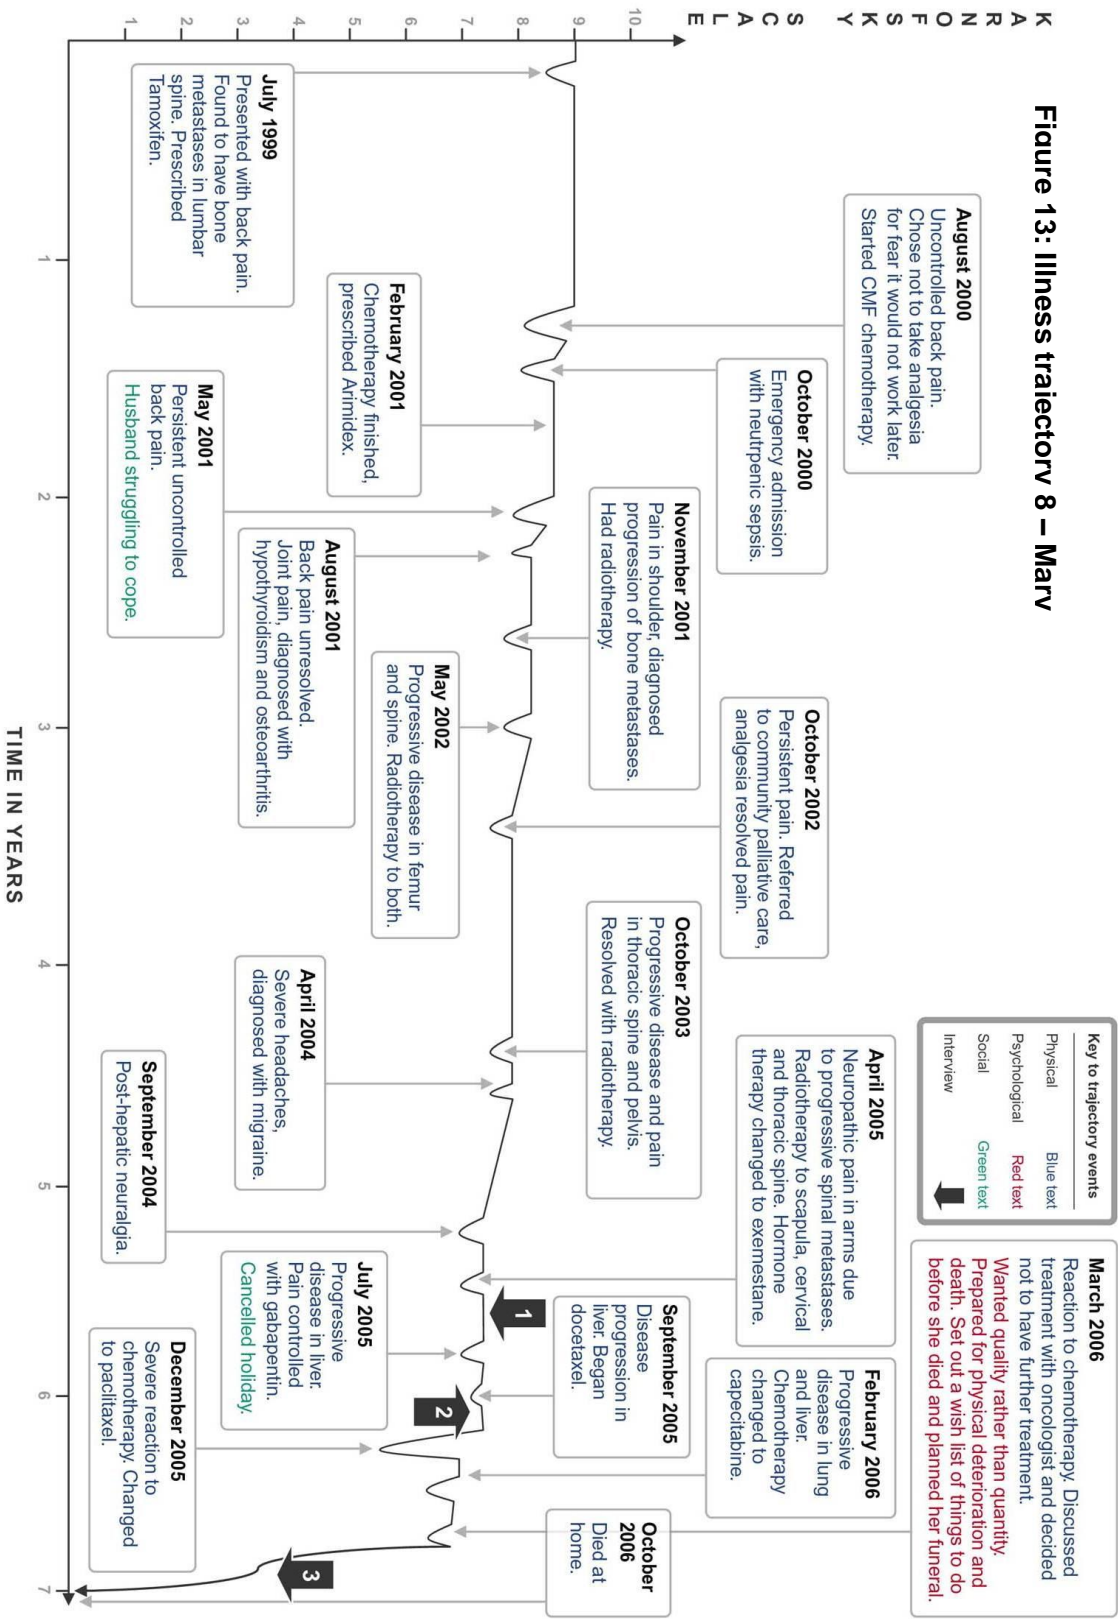 Figure 13: Illness trajectory 8 – Mary
KARNOFSKY
SCALE
10
9
8
7
6
5
4
3
2
1
1
2
3
4
5
6
7
TIME IN YEARS
Key to trajectory events
Physical Blue text
Psychological Red text
Social Green text
Interview
July 1999
Presented with back pain.
Found to have bone
metastases in lumbar
spine. Prescribed
Tamoxifen.
August 2000
Uncontrolled back pain.
Chose not to take analgesia
for fear it would not work later.
Started CMF chemotherapy.
October 2000
Emergency admission
with neutrpenic sepsis.
February 2001
Chemotherapy finished,
prescribed Arimidex.
May 2001
Persistent uncontrolled
back pain.
Husband struggling to cope.
August 2001
Back pain unresolved.
Joint pain, diagnosed with
hypothyroidism and osteoarthritis.
November 2001
Pain in shoulder, diagnosed
progression of bone metastases.
Had radiotherapy.
May 2002
Progressive disease in femur
and spine. Radiotherapy to both.
October 2002
Persistent pain. Referred
to community palliative care,
analgesia resolved pain.
October 2003
Progressive disease and pain
in thoracic spine and pelvis.
Resolved with radiotherapy.
April 2004
Severe headaches,
diagnosed with migraine.
September 2004
Post-hepatic neuralgia.
April 2005
Neuropathic pain in arms due
to progressive spinal metastases.
Radiotherapy to scapula, cervical
and thoracic spine. Hormone
therapy changed to exemestane.
1
July 2005
Progressive
disease in liver.
Pain controlled
with gabapentin.
Cancelled holiday.
September 2005
Disease
progression in
liver. Began
docetaxel.
2
December 2005
Severe reaction to
chemotherapy. Changed
to paclitaxel.
February 2006
Progressive
disease in lung
and liver.
Chemotherapy
changed to
capecitabine.
March 2006
Reaction to chemotherapy. Discussed
treatment with oncologist and decided
not to have further treatment.
Wanted quality rather than quantity.
Prepared for physical deterioration and
death. Set out a wish list of things to do
before she died and planned her funeral.
3
October
2006
Died at
home.